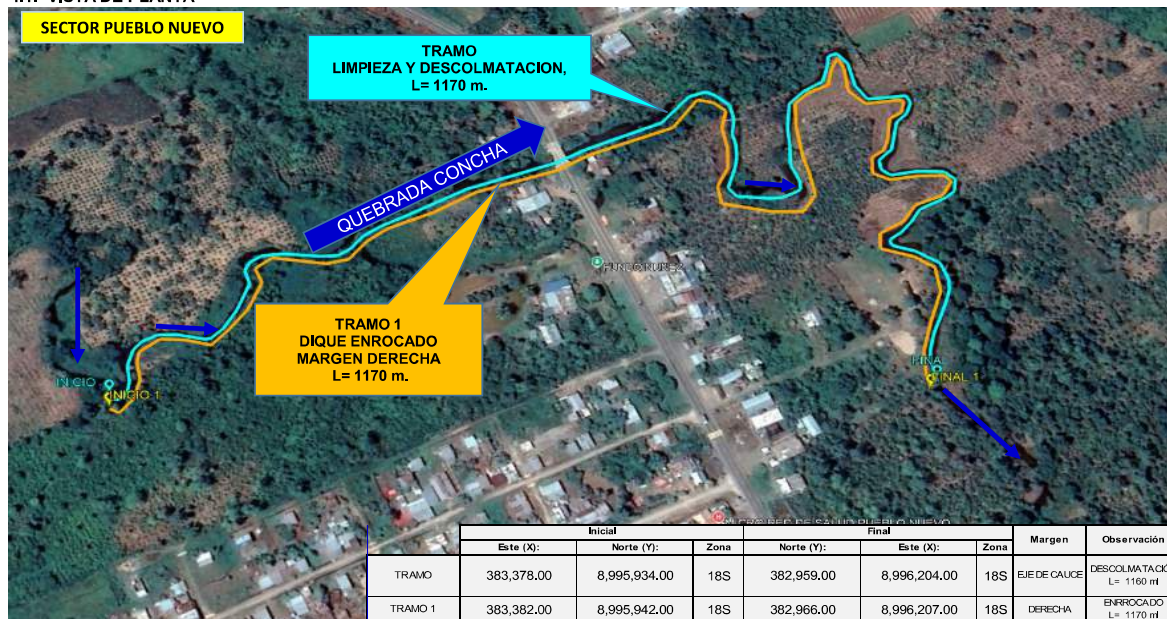 SECTOR PUEBLO NUEVO
TRAMO
LIMPIEZA Y DESCOLMATACION,
L= 1170 m.
QUEBRADA CONCHA
TRAMO 1
DIQUE ENROCADO
MARGEN DERECHA
L= 1170 m.
INICIO
INICIO 1
FINAL 1
Inicial Final Margen Observación
Este (X): Norte (Y): Zona Norte (Y): Este (X): Zona
TRAMO 383,378.00 8,995,934.00 18S 382,959.00 8,996,204.00 18S EJE DE CAUCE DESCOLMATACIO
L= 1160 ml
TRAMO 1 383,382.00 8,995,942.00 18S 382,966.00 8,996,207.00 18S DERECHA ENRROCADO
L= 1170 ml